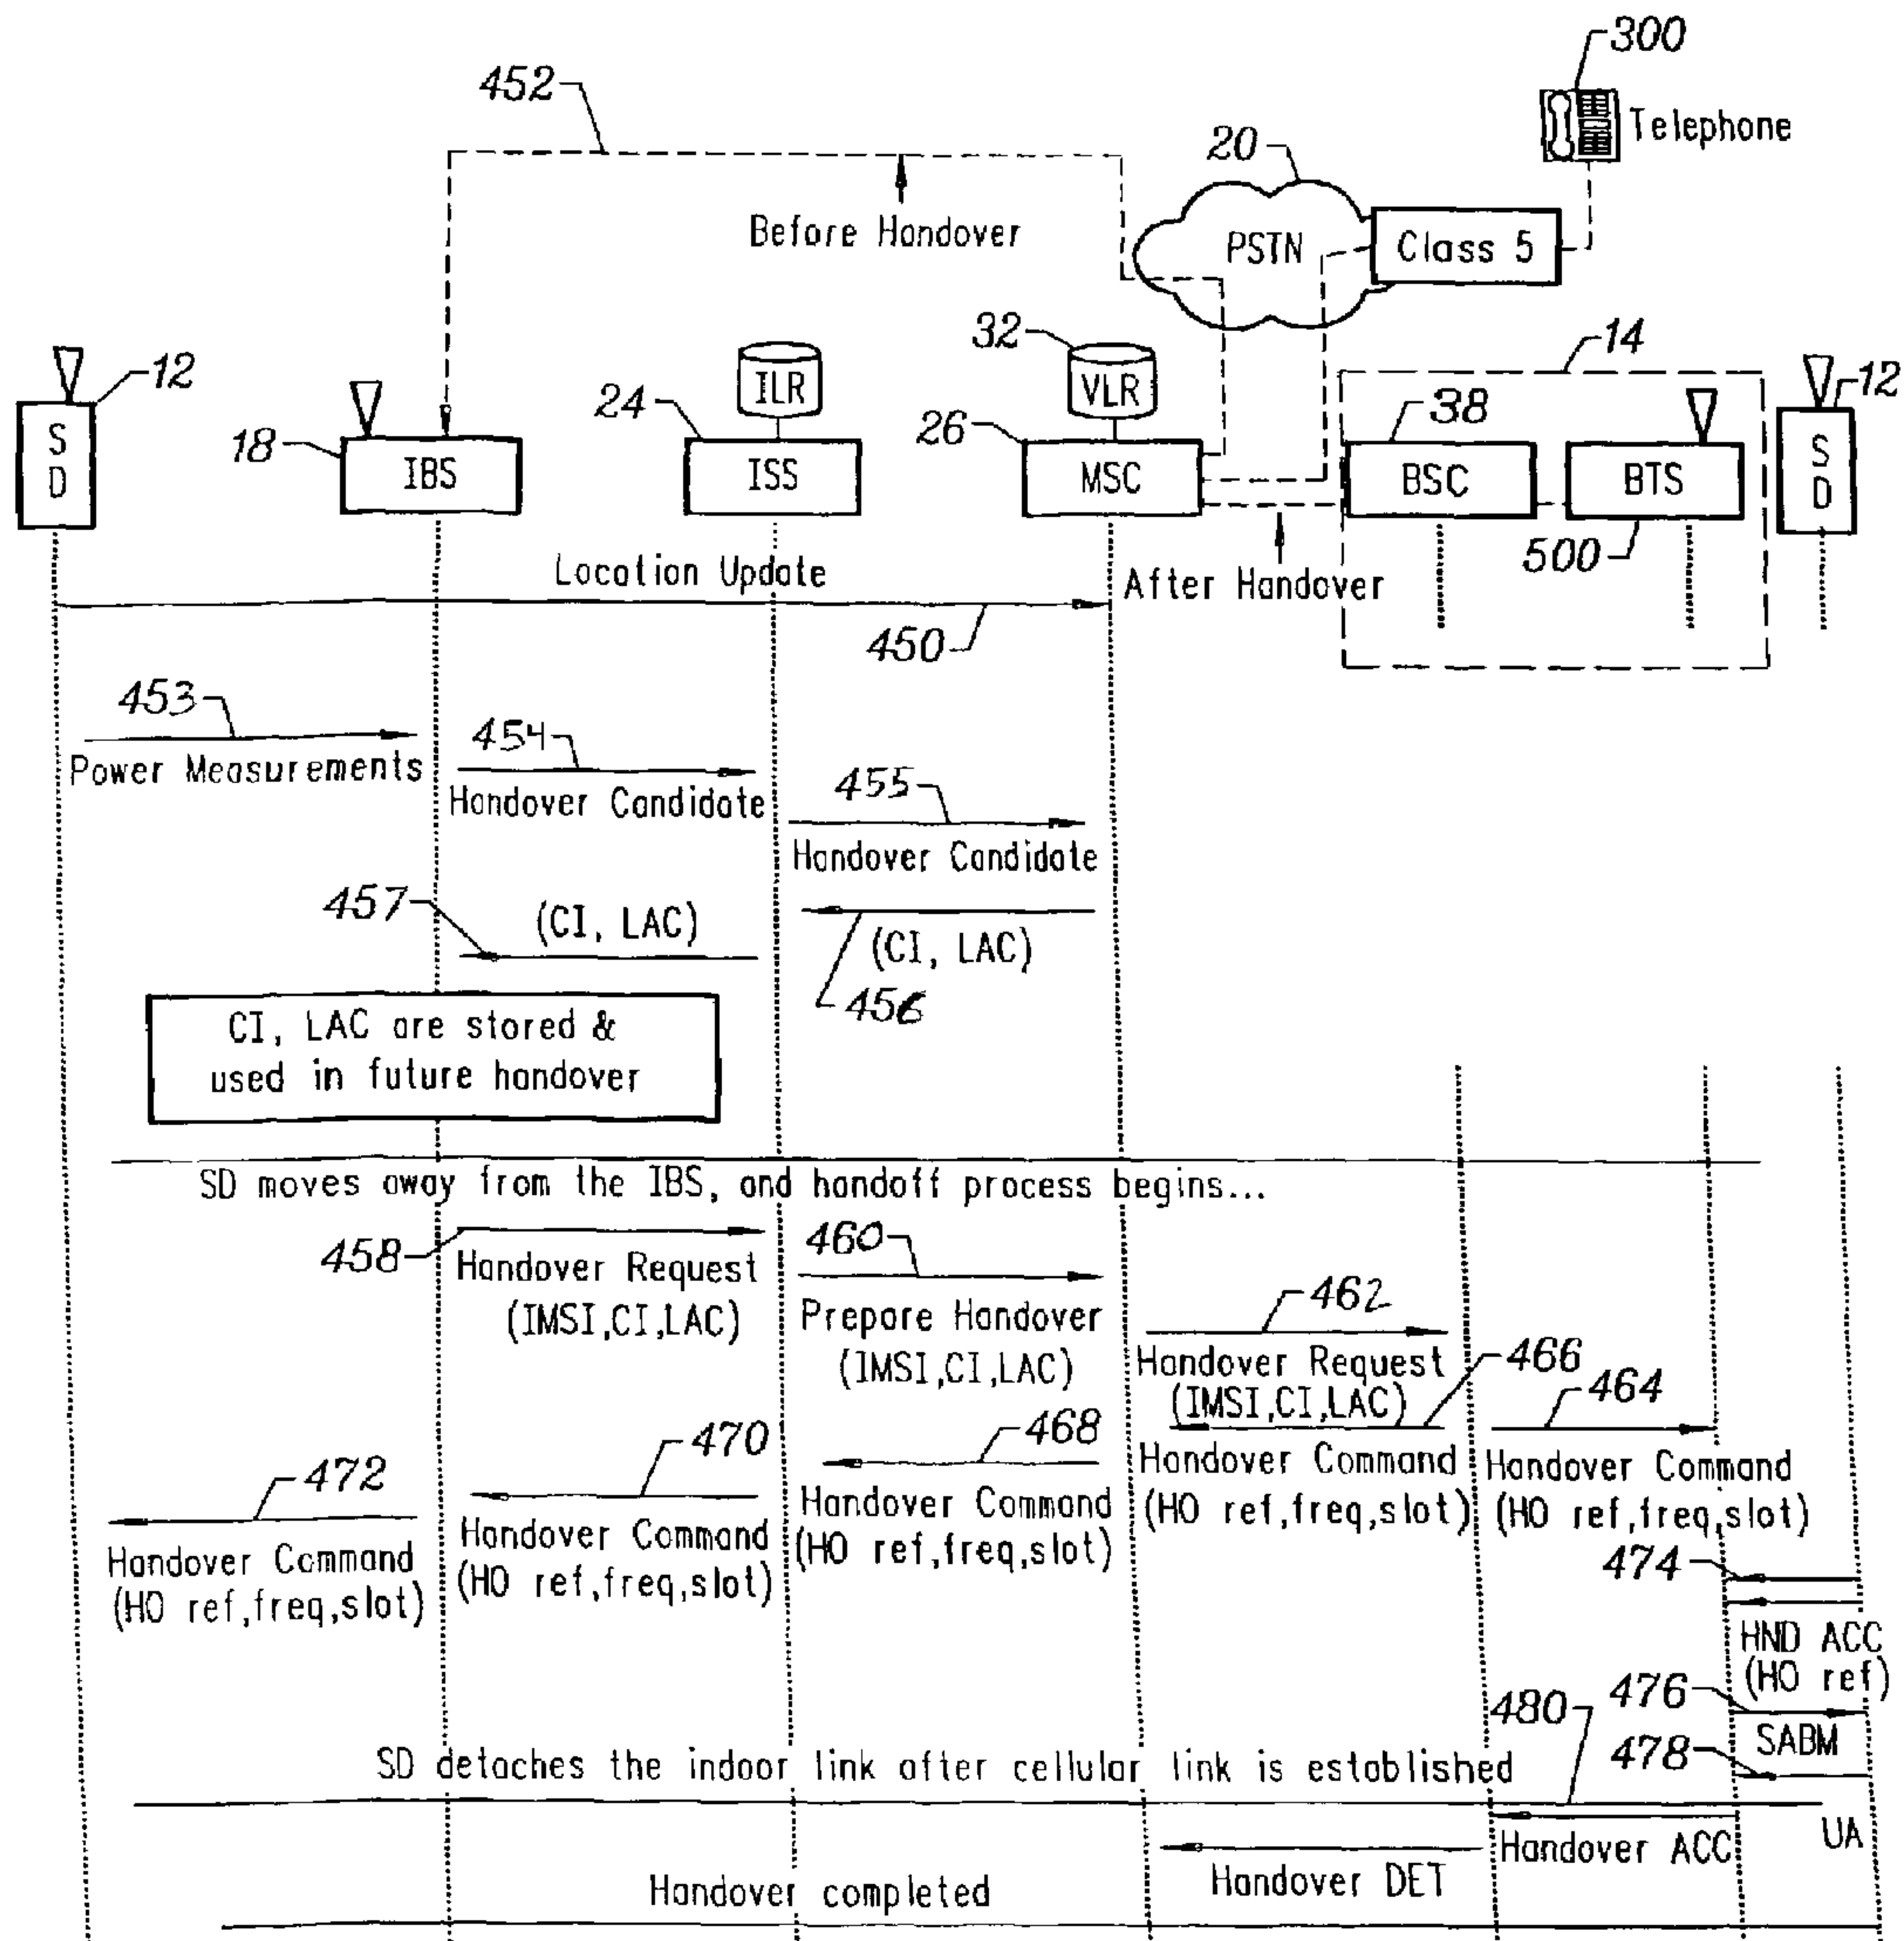 300
Telephone
452
20
Before Handover
PSTN
Class 5
12
ILR
32
VLR
14
12
S
D
18
IBS
24
ISS
26
MSC
38
BSC
BTS
S
D
500
Location Update
After Handover
450
453
Power Measurements
454
Handover Candidate
455
Handover Candidate
457
(CI, LAC)
(CI, LAC)
456
CI, LAC are stored &
used in future handover
SD moves away from the IBS, and handoff process begins...
458
Handover Request
(IMSI,CI,LAC)
460
Prepare Handover
(IMSI,CI,LAC)
462
Handover Request
(IMSI,CI,LAC)
466
464
Handover Command
(HO ref,freq,slot)
Handover Command
(HO ref,freq,slot)
468
Handover Command
(HO ref,freq,slot)
470
Handover Command
(HO ref,freq,slot)
472
Handover Command
(HO ref,freq,slot)
474
HND ACC
(HO ref)
476
480
SABM
478
SD detaches the indoor link after cellular link is established
UA
Handover ACC
Handover DET
Handover completed